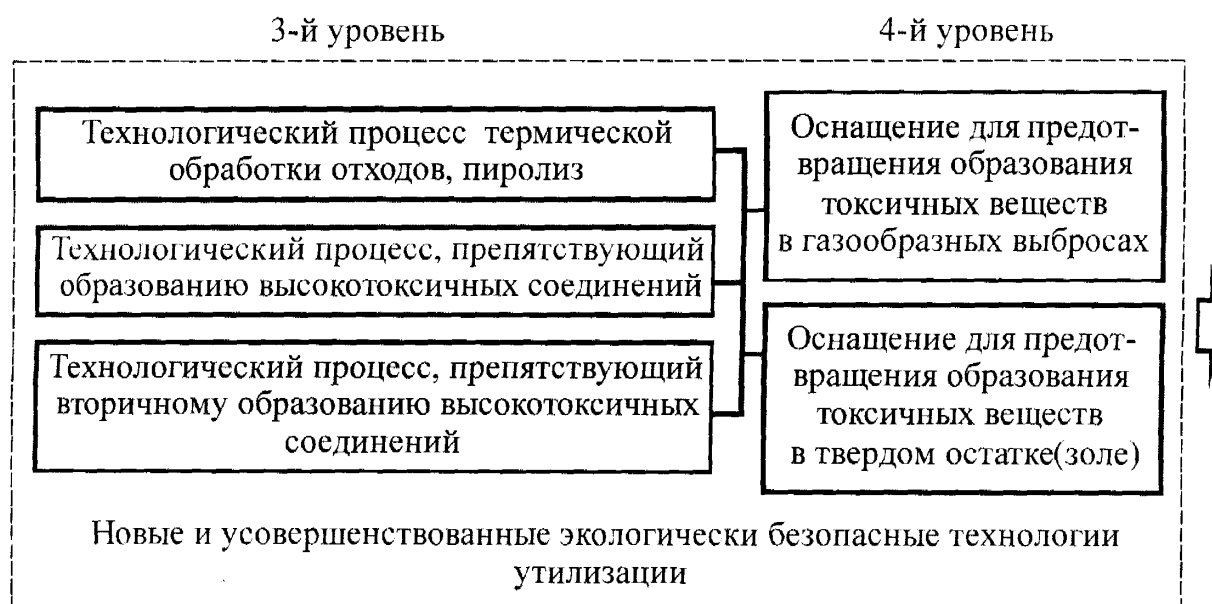 3-й уровень
4-й уровень
Технологический процесс термической
обработки отходов, пиролиз
Технологический процесс, препятствующий
образованию высокотоксичных соединений
Технологический процесс, препятствующий
вторичному образованию высокотоксичных
соединений
Оснащение для предот-
вращения образования
токсичных веществ
в газообразных выбросах
Оснащение для предот-
вращения образования
токсичных веществ
в твердом остатке(золе)
Новые и усовершенствованные экологически безопасные технологии
утилизации